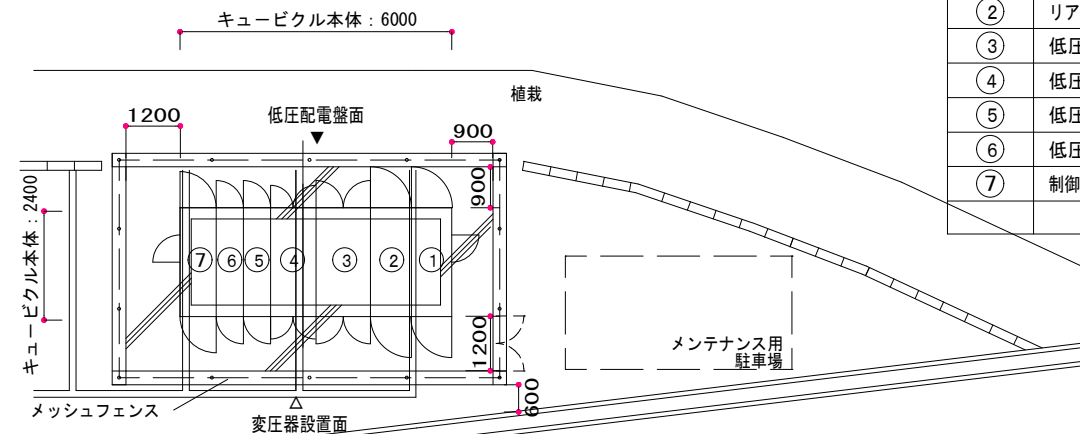 キュービクル本体：6000
② リア
③ 低圧
④ 低圧
⑤ 低圧
⑥ 低圧
⑦ 制御
植栽
1200
低圧配電盤面
900
900
キュービクル本体：2400
⑦ ⑥ ⑤ ④ ③ ② ①
1200
メンテナンス用
駐車場
600
メッシュフェンス
変圧器設置面